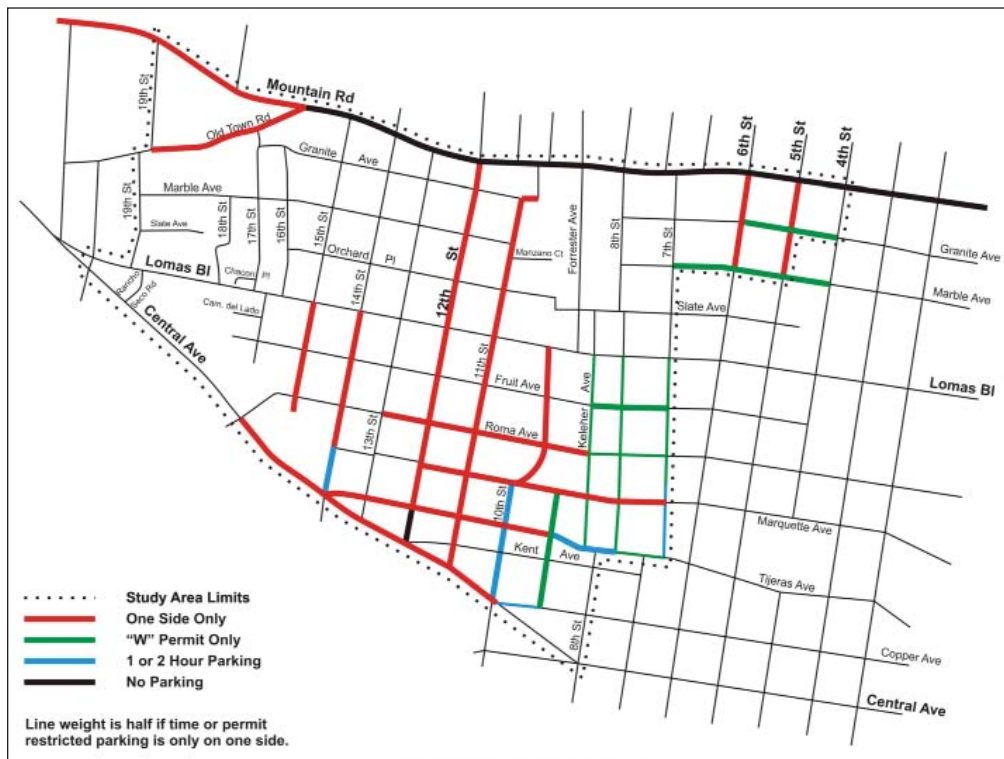 19th St
Mountain Rd
Old Town Rd
Granite Ave
6th St
5th St
4th St
Marble Ave
19th St
Slate Ave
18th St
17th St
16th St
15th St
Orchard Pl
Manzano Ct
Forrester Ave
8th St
7th St
Granite Ave
Marble Ave
Lomas Bl
Chacon Pl
Rancho
Seco Rd
Cam. del Lado
14th St
12th St
Slate Ave
Central Ave
11th St
Fruit Ave
Keleher Ave
Lomas Bl
13th St
Roma Ave
10th St
Kent Ave
Marquette Ave
Tijeras Ave
8th St
Copper Ave
Central Ave
Study Area Limits
One Side Only
“W” Permit Only
1 or 2 Hour Parking
No Parking
Line weight is half if time or permit
restricted parking is only on one side.